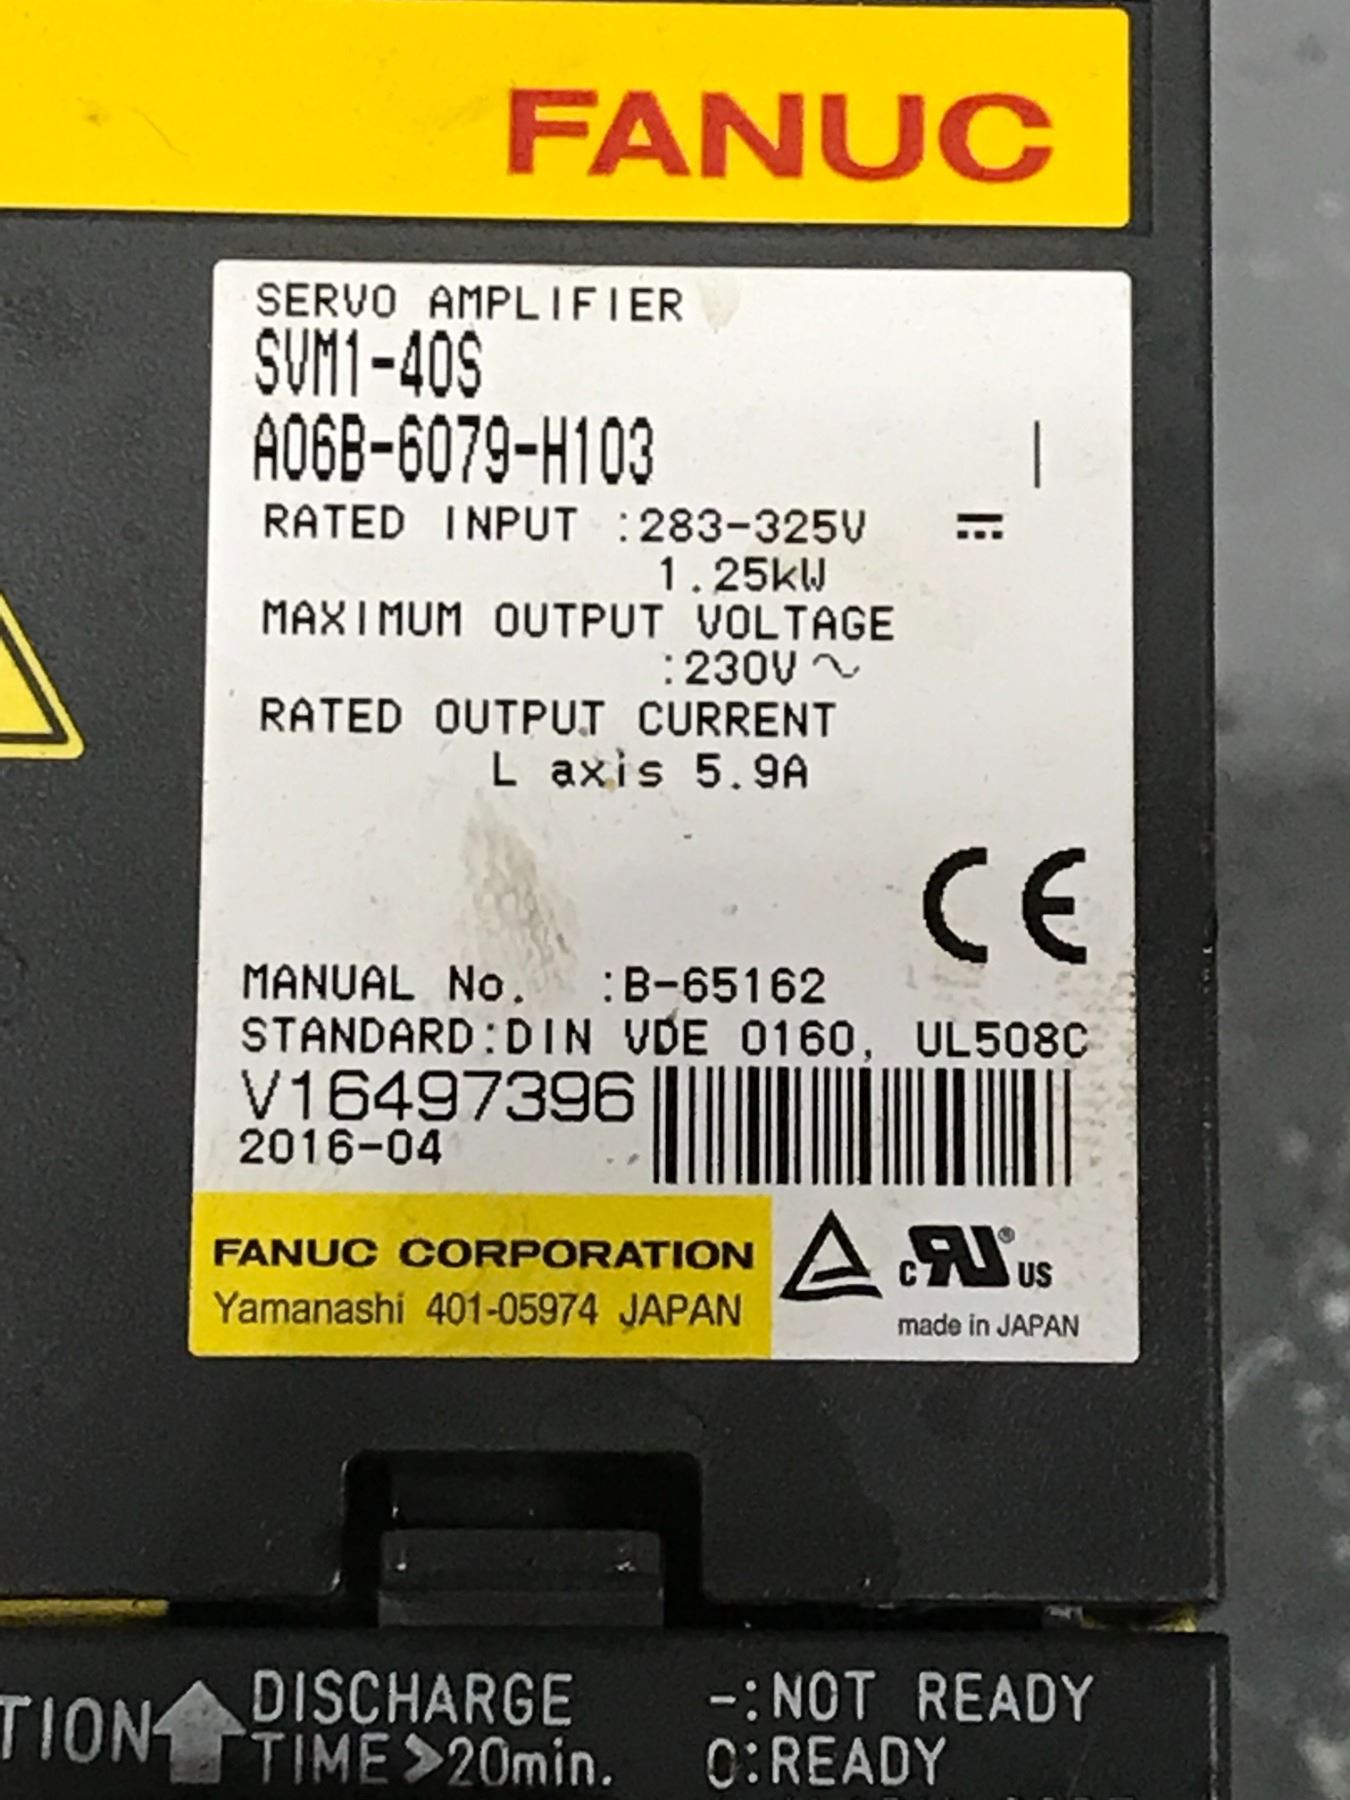 FANUC
SERVO AMPLIFIER
SVM1-40S
A06B-6079-H103
RATED INPUT :283-325V
1.25kW
MAXIMUM OUTPUT VOLTAGE
:230V ~
RATED OUTPUT CURRENT
L axis 5.9A
CE
MANUAL No. :B-65162
STANDARD:DIN VDE 0160, UL508C
V16497396
2016-04
FANUC CORPORATION
Yamanashi 401-05974 JAPAN
c RU ® US
made in JAPAN
TION DISCHARGE -:NOT READY
TIME >20min. 0:READY